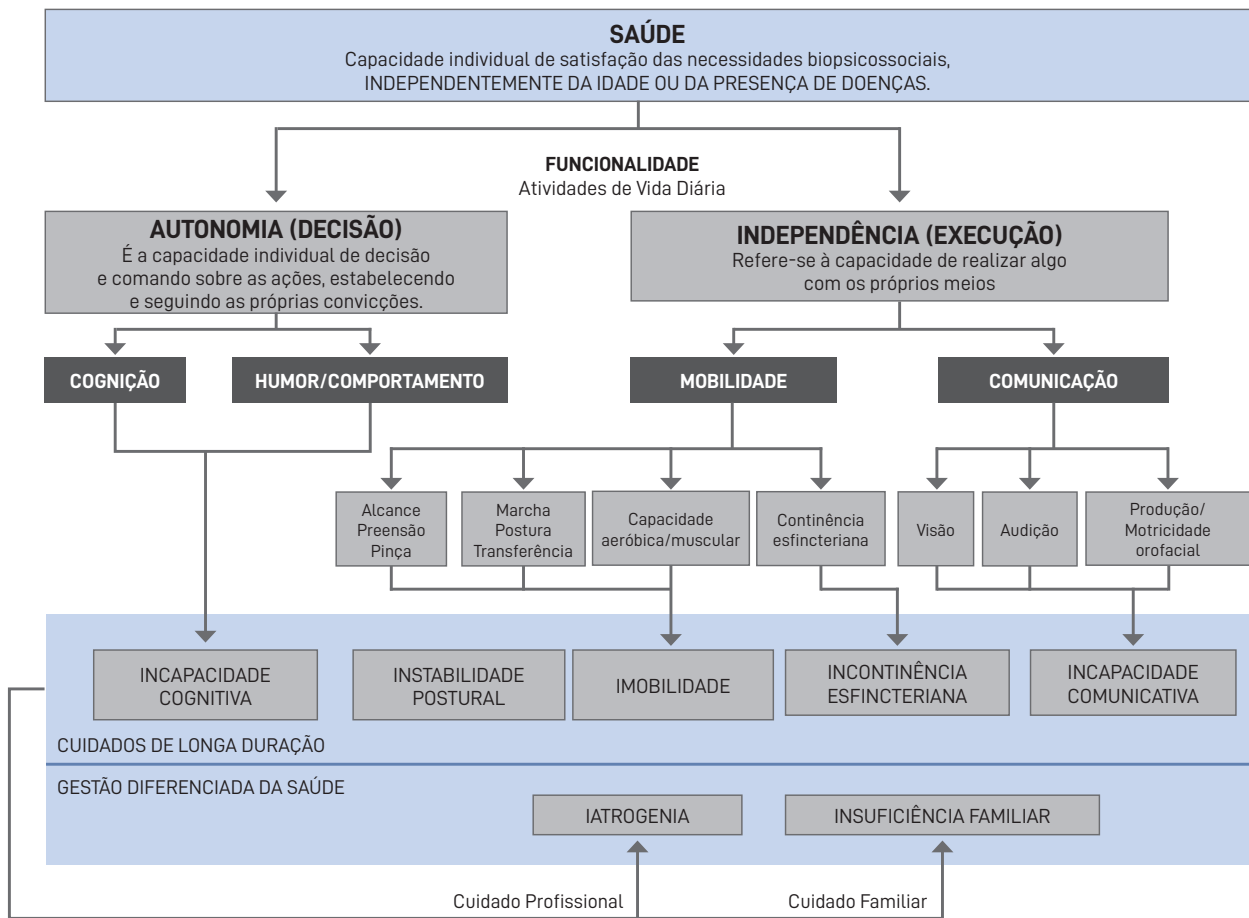 SAÚDE
Capacidade individual de satisfação das necessidades biopsicossociais,
INDEPENDENTEMENTE DA IDADE OU DA PRESENÇA DE DOENÇAS.
FUNCIONALIDADE
Atividades de Vida Diária
AUTONOMIA (DECISÃO)
É a capacidade individual de decisão
e comando sobre as ações, estabelecendo
e seguindo as próprias convicções.
INDEPENDÊNCIA (EXECUÇÃO)
Refere-se à capacidade de realizar algo
com os próprios meios
COGNIÇÃO
HUMOR/COMPORTAMENTO
MOBILIDADE
COMUNICAÇÃO
Alcance
Preensão
Pinça
Marcha
Postura
Transferência
Capacidade
aeróbica/muscular
Continência
esfincteriana
Visão
Audição
Produção/
Motricidade
orofacial
INCAPACIDADE
COGNITIVA
INSTABILIDADE
POSTURAL
IMOBILIDADE
INCONTINÊNCIA
ESFINCTERIANA
INCAPACIDADE
COMUNICATIVA
CUIDADOS DE LONGA DURAÇÃO
GESTÃO DIFERENCIADA DA SAÚDE
IATROGENIA
INSUFICIÊNCIA FAMILIAR
Cuidado Profissional
Cuidado Familiar